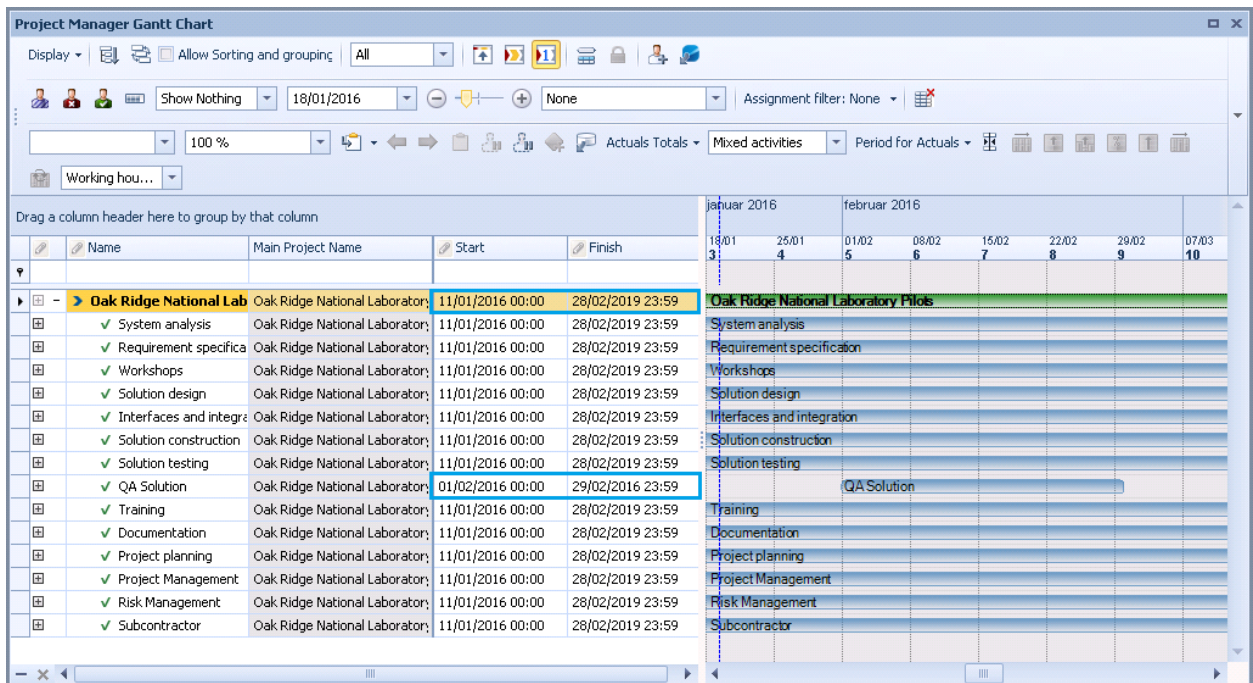 Project Manager Gantt Chart
Display Allow Sorting and grouping All
Show Nothing 18/01/2016 None Assignment filter: None
100 % Actuals Totals Mixed activities Period for Actuals
Working hou...
Drag a column header here to group by that column
januar 2016 februar 2016
Name Main Project Name Start Finish
18/01 25/01 01/02 08/02 15/02 22/02 29/02 07/03
3 4 5 6 7 8 9 10
Oak Ridge National Lab Oak Ridge National Laboratory 11/01/2016 00:00 28/02/2019 23:59 Oak Ridge National Laboratory Pilots
System analysis Oak Ridge National Laboratory 11/01/2016 00:00 28/02/2019 23:59 System analysis
Requirement specifica Oak Ridge National Laboratory 11/01/2016 00:00 28/02/2019 23:59 Requirement specification
Workshops Oak Ridge National Laboratory 11/01/2016 00:00 28/02/2019 23:59 Workshops
Solution design Oak Ridge National Laboratory 11/01/2016 00:00 28/02/2019 23:59 Solution design
Interfaces and integra Oak Ridge National Laboratory 11/01/2016 00:00 28/02/2019 23:59 Interfaces and integration
Solution construction Oak Ridge National Laboratory 11/01/2016 00:00 28/02/2019 23:59 Solution construction
Solution testing Oak Ridge National Laboratory 11/01/2016 00:00 28/02/2019 23:59 Solution testing
QA Solution Oak Ridge National Laboratory 01/02/2016 00:00 29/02/2016 23:59 QA Solution
Training Oak Ridge National Laboratory 11/01/2016 00:00 28/02/2019 23:59 Training
Documentation Oak Ridge National Laboratory 11/01/2016 00:00 28/02/2019 23:59 Documentation
Project planning Oak Ridge National Laboratory 11/01/2016 00:00 28/02/2019 23:59 Project planning
Project Management Oak Ridge National Laboratory 11/01/2016 00:00 28/02/2019 23:59 Project Management
Risk Management Oak Ridge National Laboratory 11/01/2016 00:00 28/02/2019 23:59 Risk Management
Subcontractor Oak Ridge National Laboratory 11/01/2016 00:00 28/02/2019 23:59 Subcontractor